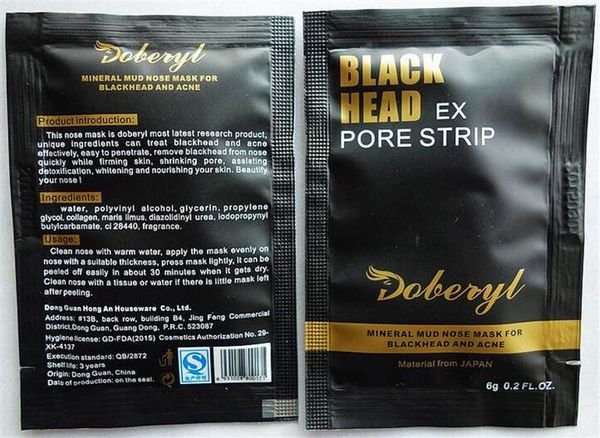 Doberyl
MINERAL MUD NOSE MASK FOR
BLACKHEAD AND ACNE
Product introduction:
This nose mask is doberyl most latest research product,
unique ingredients can treat blackhead and acne
effectively, easy to penetrate, remove blackhead from nose
quickly while firming skin, shrinking pore, assisting
detoxification, whitening and nourishing your skin. Beautify
your nose !
Ingredients:
water, polyvinyl alcohol, glycerin, propylene
glycol, collagen, maris limus, diazolidinyl urea, iodopropynyl
butylcarbamate, ci 28440, fragrance.
Usage:
Clean nose with warm water, apply the mask evenly on
nose with a suitable thickness, press mask lightly, it can be
peeled off easily in about 30 minutes when it gets dry.
Clean nose with a tissue or water if there is little mask left
after peeling.
Dong Guan Hong An Houseware Co., Ltd.
Address: #13B, back row, building B4, Jing Feng Commercial
District,Dong Guan, Guang Dong, P.R.C. 523087
Hygiene license: GD-FDA(2015) Cosmetics Authorization No. 29-
XK-4137
Execution standard: QB/2872
Shelf life: 3 years
Origin: Dong Guan, China
Date of production: on the seal.
6 931028 800171
BLACK
HEAD EX
PORE STRIP
Doberyl
MINERAL MUD NOSE MASK FOR
BLACKHEAD AND ACNE
Material from JAPAN
6g 0.2 FL.OZ.